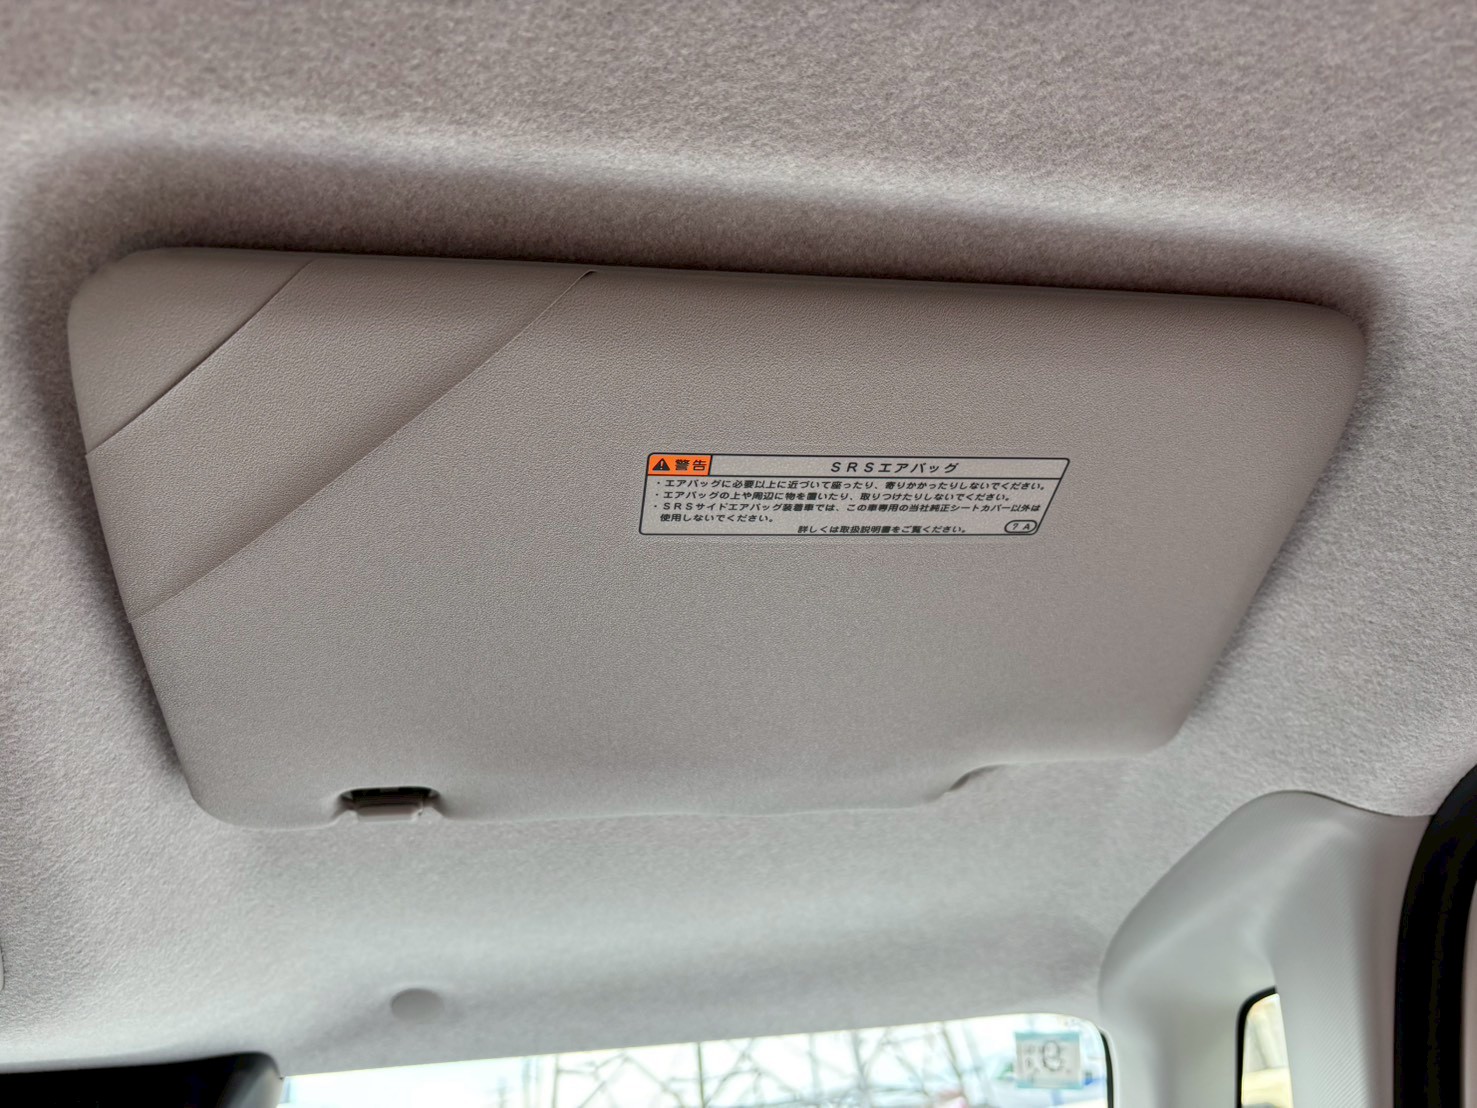 警告 SRSエアバッグ
・エアバッグに必要以上に近づいて座ったり、寄りかかったりしないでください。
・エアバッグの上や周辺に物を置いたり、取りつけたりしないでください。
・SRSサイドエアバッグ装着車では、この車専用の当社純正シートカバー以外は
使用しないでください。
詳しくは取扱説明書をご覧ください。 7A